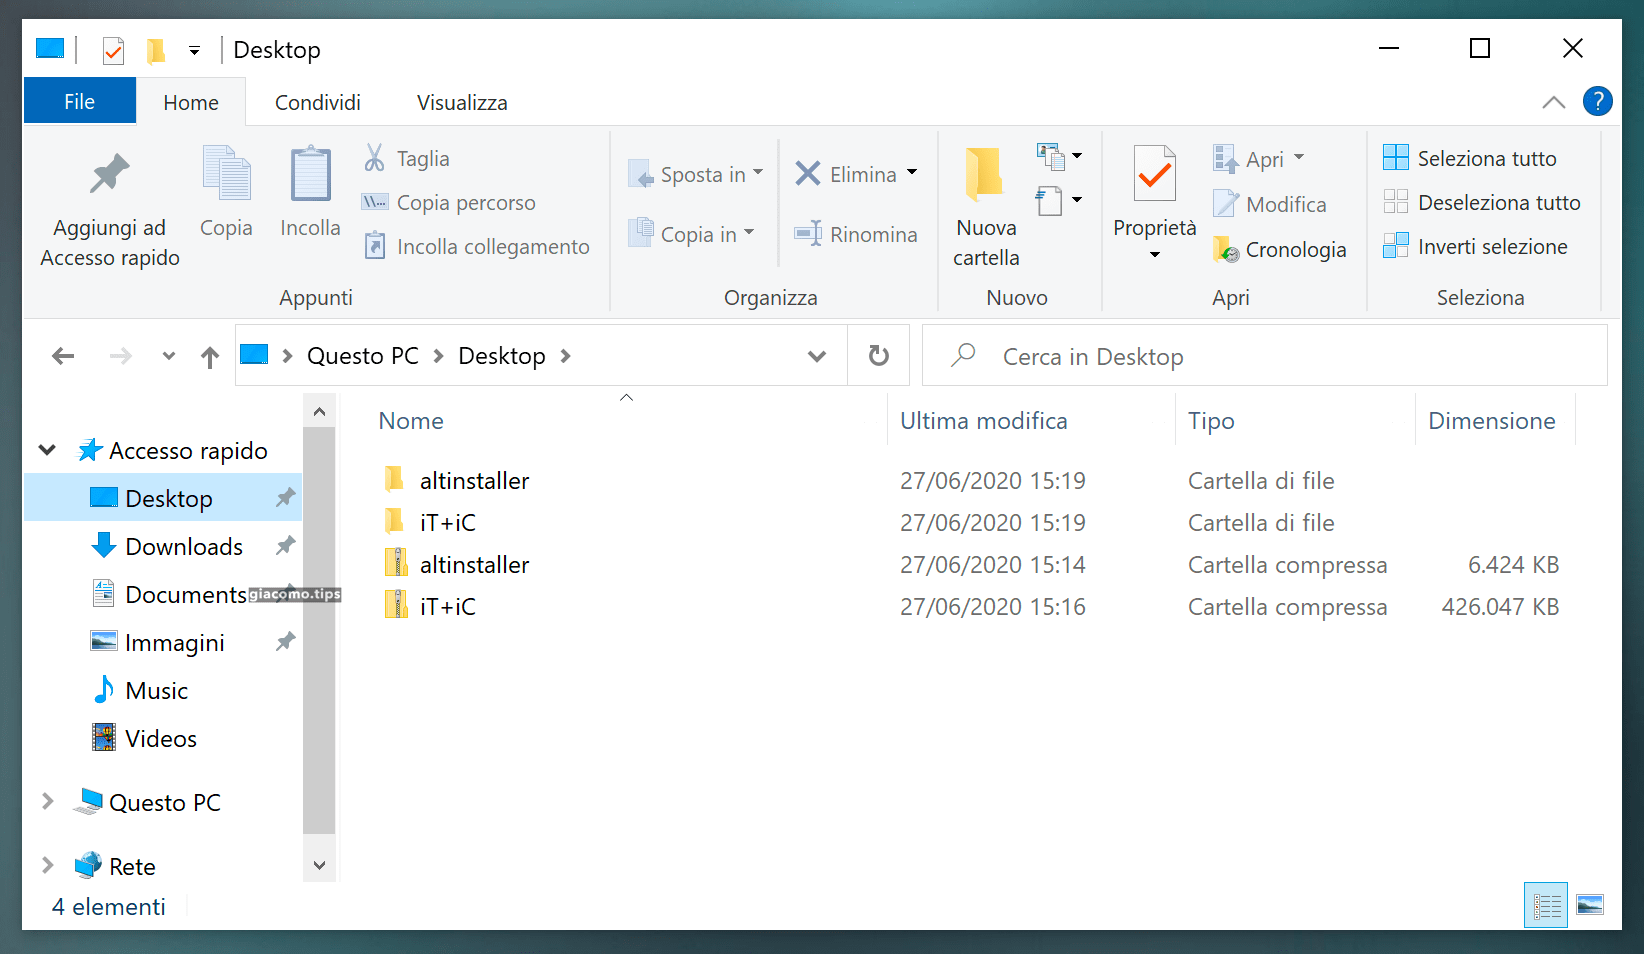 Desktop
File Home Condividi Visualizza
?
Aggiungi ad
Accesso rapido
Copia
Incolla
Taglia
Copia percorso
Incolla collegamento
Appunti
Sposta in
Copia in
Elimina
Rinomina
Organizza
Nuova
cartella
Nuovo
Proprietà
Apri
Modifica
Cronologia
Apri
Seleziona tutto
Deseleziona tutto
Inverti selezione
Seleziona
Questo PC Desktop
Cerca in Desktop
Accesso rapido
Desktop
Downloads
Documents
giacomo.tips
Immagini
Music
Videos
Questo PC
Rete
Nome Ultima modifica Tipo Dimensione
altinstaller 27/06/2020 15:19 Cartella di file
iT+iC 27/06/2020 15:19 Cartella di file
altinstaller 27/06/2020 15:14 Cartella compressa 6.424 KB
iT+iC 27/06/2020 15:16 Cartella compressa 426.047 KB
4 elementi